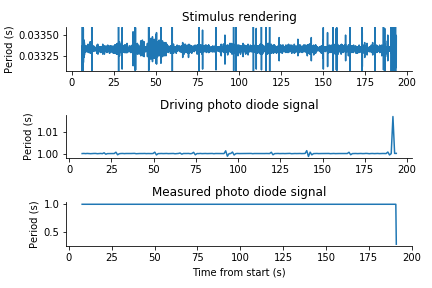 Stimulus rendering
Period (s)
0.03350
0.03325
0 25 50 75 100 125 150 175 200
Driving photo diode signal
Period (s)
1.01
1.00
0 25 50 75 100 125 150 175 200
Measured photo diode signal
Period (s)
1.0
0.5
0 25 50 75 100 125 150 175 200
Time from start (s)